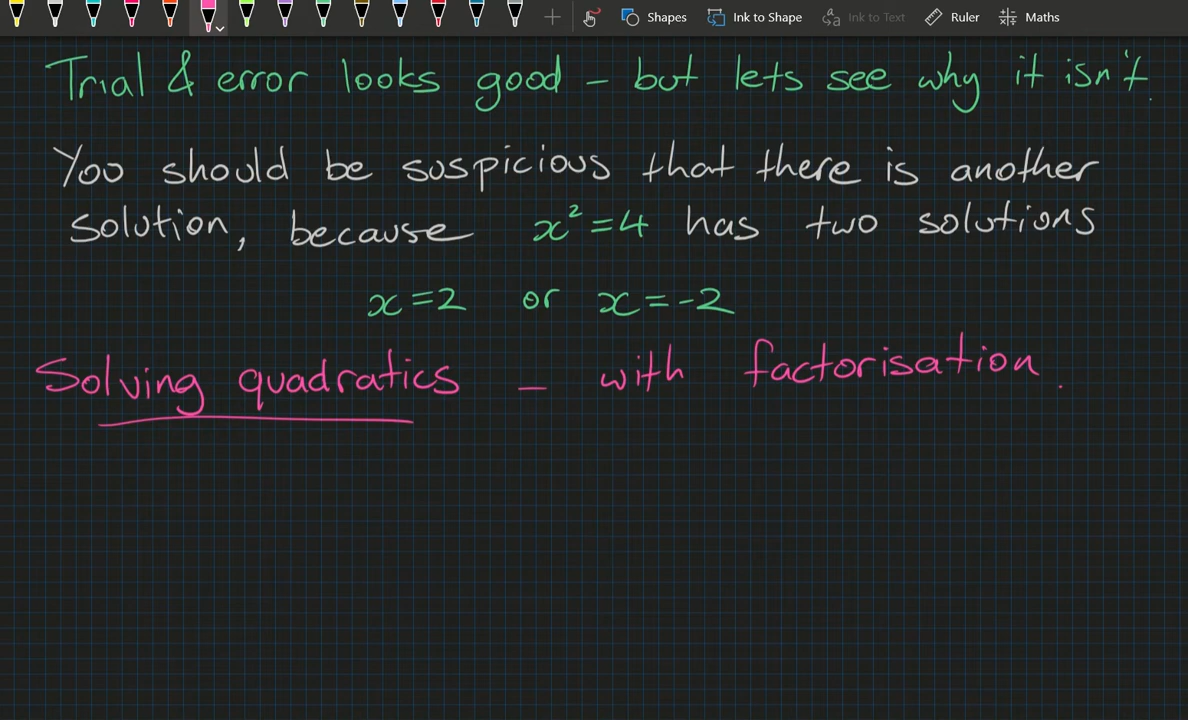 Shapes Ink to Shape Ink to Text Ruler Maths
Trial & error looks good - but lets see why it isn't.
You should be suspicious that there is another
solution, because x² = 4 has two solutions
x = 2 or x = -2
Solving quadratics - with factorisation.